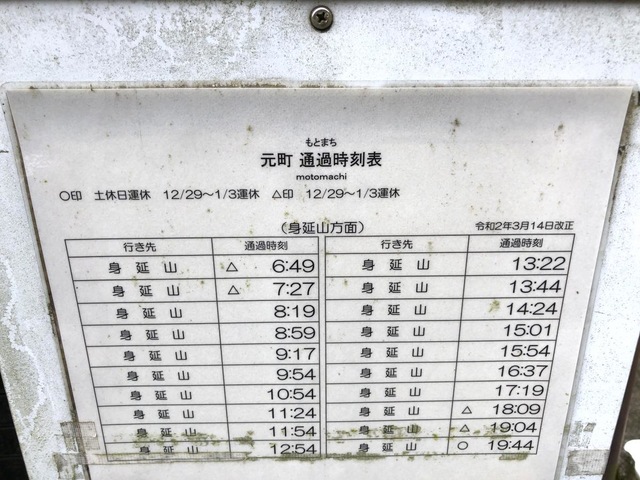 もとまち
元町 通過時刻表
motomachi
○印 土休日運休 12/29〜1/3運休 △印 12/29〜1/3運休
(身延山方面) 令和2年3月14日改正
行き先 通過時刻 行き先 通過時刻
身延山 △ 6:49 身延山 13:22
身延山 △ 7:27 身延山 13:44
身延山 8:19 身延山 14:24
身延山 8:59 身延山 15:01
身延山 9:17 身延山 15:54
身延山 9:54 身延山 16:37
身延山 10:54 身延山 17:19
身延山 11:24 身延山 △ 18:09
身延山 11:54 身延山 △ 19:04
身延山 12:54 身延山 ○ 19:44